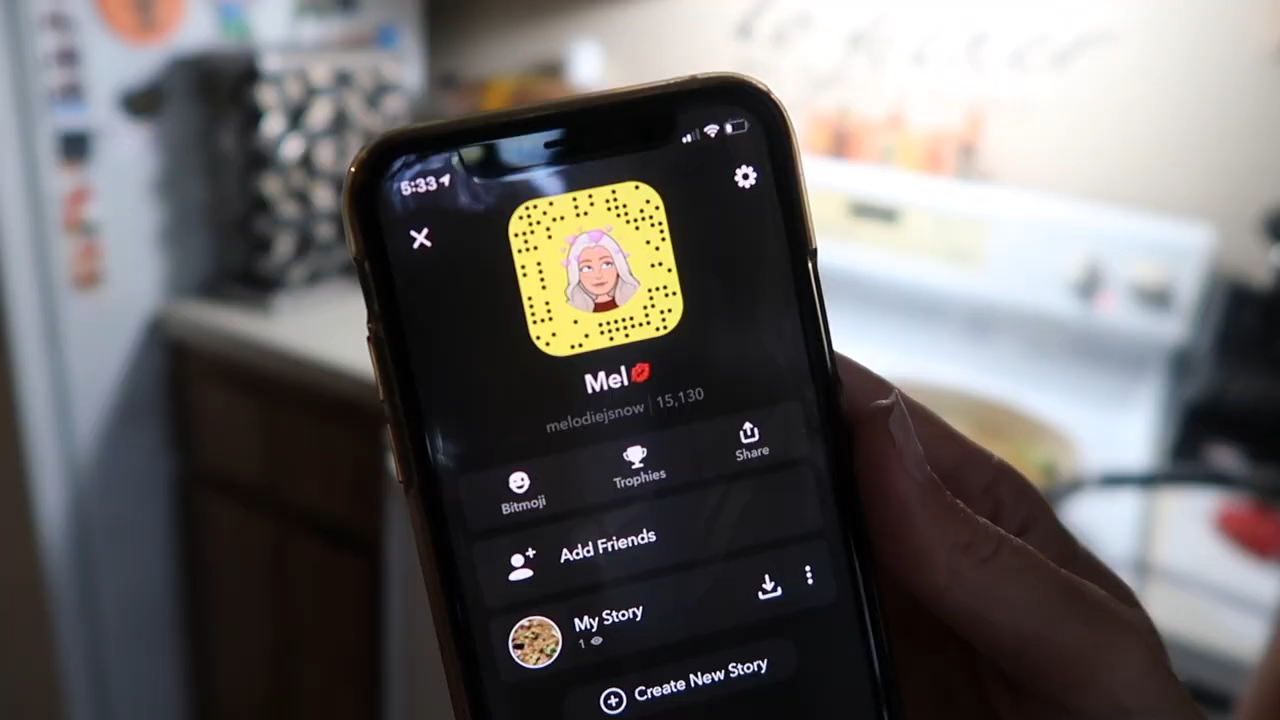 5:33
Mel💋
melodiejsnow | 15,130
Bitmoji
Trophies
Share
Add Friends
My Story
1
Create New Story